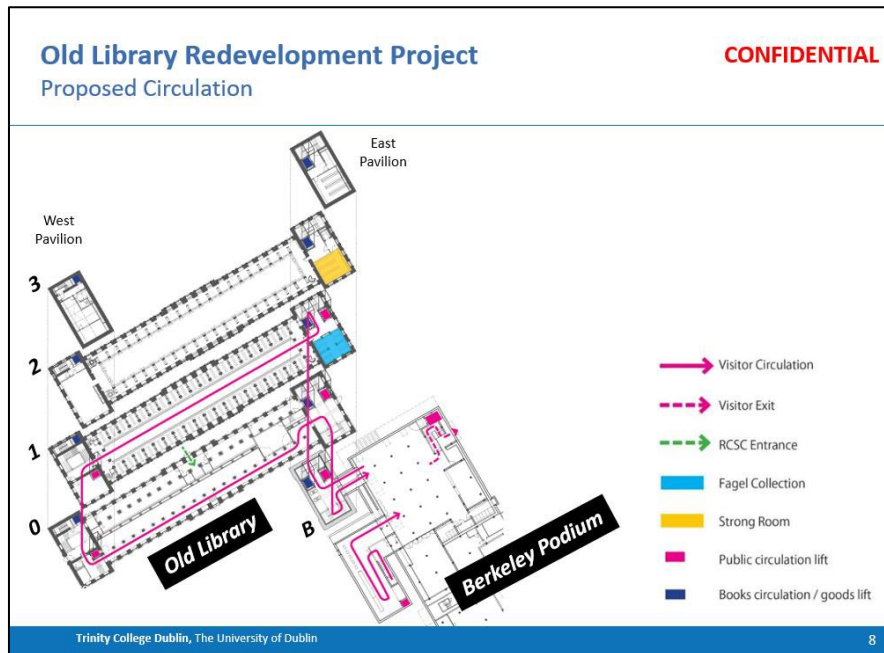 Old Library Redevelopment Project
CONFIDENTIAL
Proposed Circulation
East
Pavilion
West
Pavilion
3
2
1
0
B
Old Library
Berkeley Podium
Visitor Circulation
Visitor Exit
RCSC Entrance
Fagel Collection
Strong Room
Public circulation lift
Books circulation / goods lift
Trinity College Dublin, The University of Dublin
8